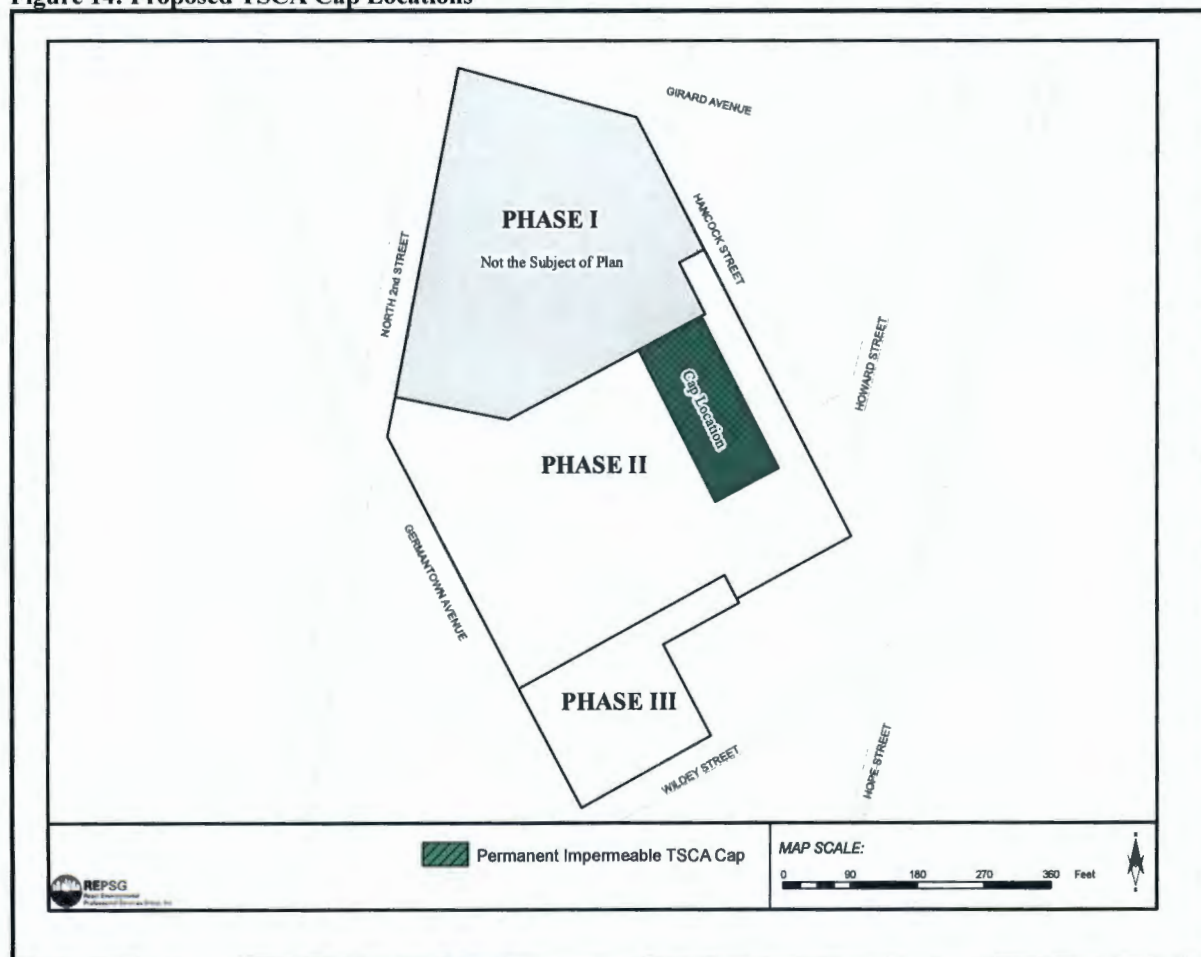 Figure 14: Proposed TSCA Cap Locations
GIRARD AVENUE
HANCOCK STREET
PHASE I
Not the Subject of Plan
NORTH 2nd STREET
HOWARD STREET
Cap Location
PHASE II
GERMANTOWN AVENUE
PHASE III
WILDEY STREET
HOPE STREET
Permanent Impermeable TSCA Cap
MAP SCALE:
0 90 180 270 360 Feet
REPSG